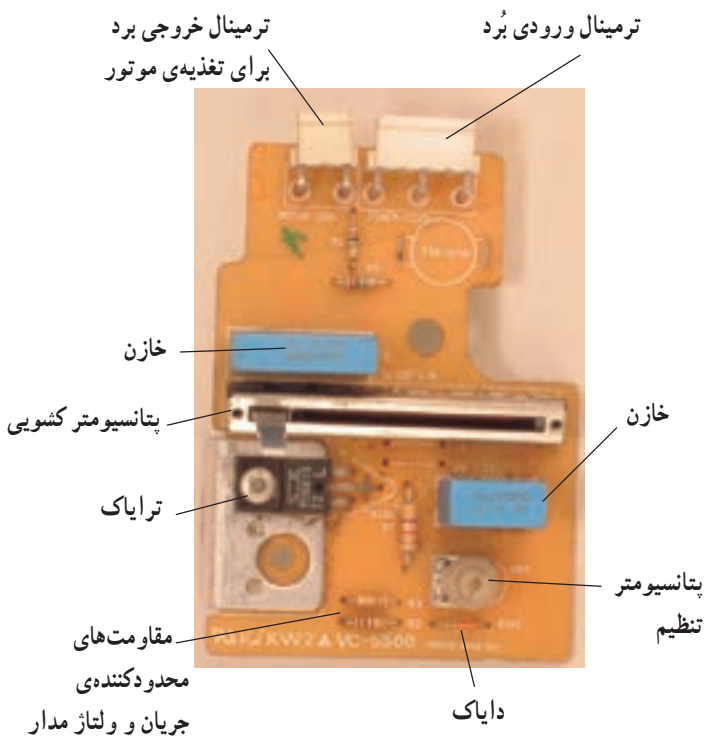 ترمینال ورودی بُرد
ترمینال خروجی برد
برای تغذیه‌ی موتور
خازن
پتانسیومتر کشویی
خازن
ترایاک
پتانسیومتر
تنظیم
مقاومت‌های
محدودکننده‌ی
جریان و ولتاژ مدار
دایاک